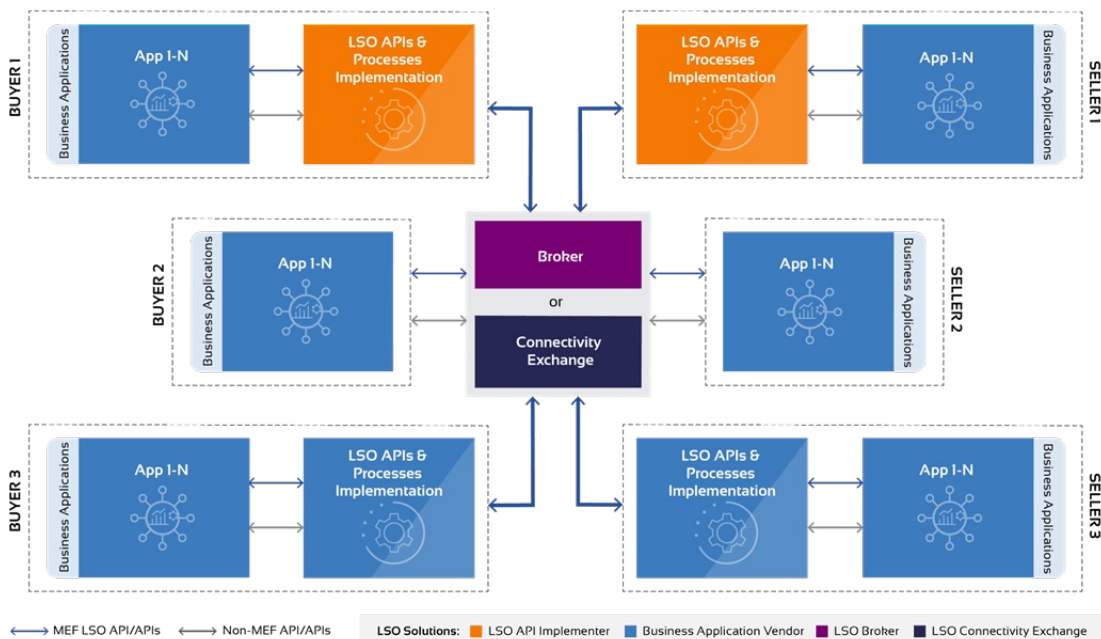 BUYER 1
Business Applications
App 1-N
LSO APIs &
Processes
Implementation
LSO APIs &
Processes
Implementation
App 1-N
Business Applications
SELLER 1
BUYER 2
Business Applications
App 1-N
Broker
or
Connectivity
Exchange
App 1-N
Business Applications
SELLER 2
BUYER 3
Business Applications
App 1-N
LSO APIs &
Processes
Implementation
LSO APIs &
Processes
Implementation
App 1-N
Business Applications
SELLER 3
MEF LSO API/APIs
Non-MEF API/APIs
LSO Solutions:
LSO API Implementer
Business Application Vendor
LSO Broker
LSO Connectivity Exchange